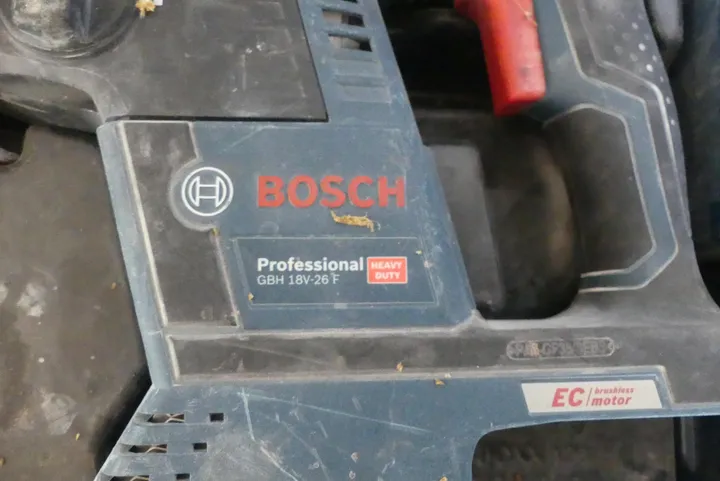 BOSCH
Professional HEAVY DUTY
GBH 18V-26 F
EC brushless motor